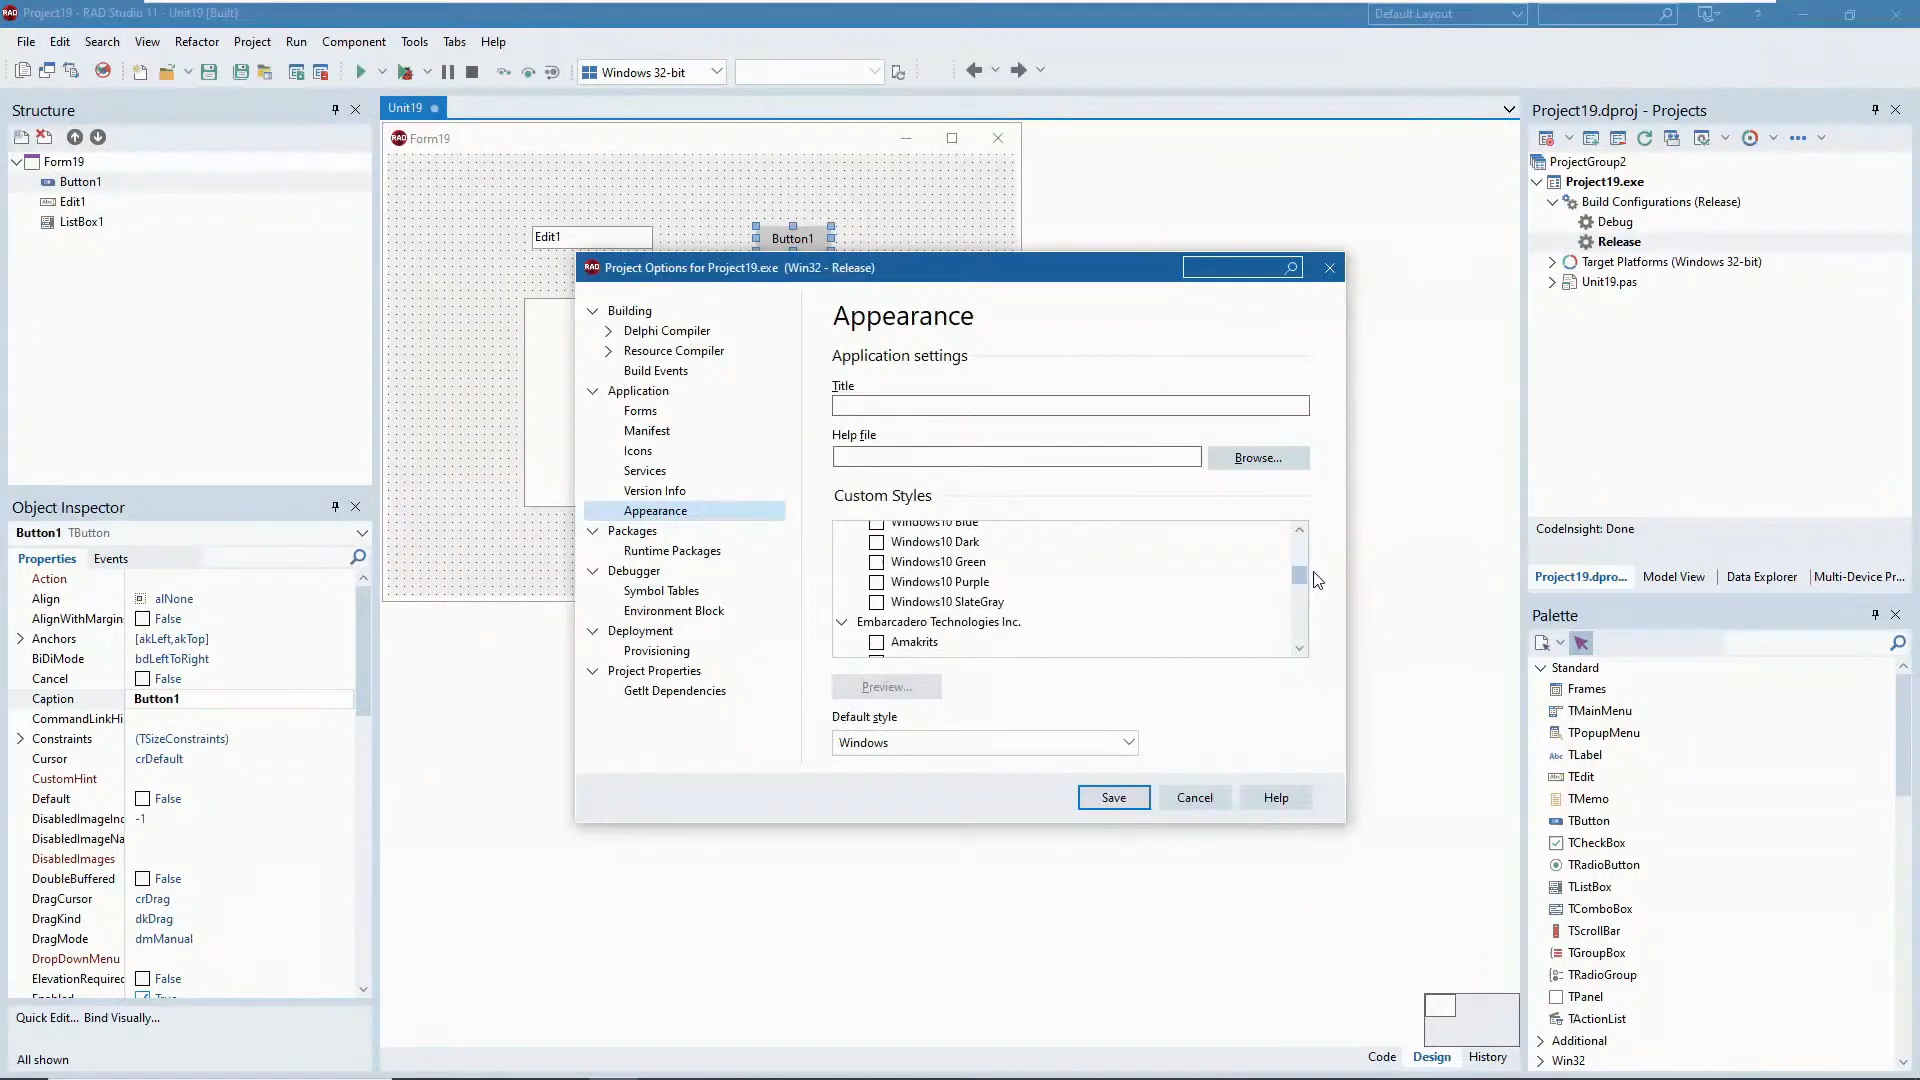 Project19 - RAD Studio 11 - Unit19 [Built]
Default Layout
?
File Edit Search View Refactor Project Run Component Tools Tabs Help
Windows 32-bit
Structure
Form19
Button1
Edit1
ListBox1
Object Inspector
Button1 TButton
Properties Events
Action
Align alNone
AlignWithMargin False
Anchors [akLeft,akTop]
BiDiMode bdLeftToRight
Cancel False
Caption Button1
CommandLinkHi
Constraints (TSizeConstraints)
Cursor crDefault
CustomHint
Default False
DisabledImageInd -1
DisabledImageNa
DisabledImages
DoubleBuffered False
DragCursor crDrag
DragKind dkDrag
DragMode dmManual
DropDownMenu
ElevationRequired False
Enabled True
Quick Edit... Bind Visually...
All shown
Unit19
RAD Form19
Edit1
Button1
RAD Project Options for Project19.exe (Win32 - Release)
Building
Delphi Compiler
Resource Compiler
Build Events
Application
Forms
Manifest
Icons
Services
Version Info
Appearance
Packages
Runtime Packages
Debugger
Symbol Tables
Environment Block
Deployment
Provisioning
Project Properties
GetIt Dependencies
Appearance
Application settings
Title
Help file
Browse...
Custom Styles
Windows10 Blue
Windows10 Dark
Windows10 Green
Windows10 Purple
Windows10 SlateGray
Embarcadero Technologies Inc.
Amakrits
Preview...
Default style
Windows
Save Cancel Help
Code Design History
Project19.dproj - Projects
ProjectGroup2
Project19.exe
Build Configurations (Release)
Debug
Release
Target Platforms (Windows 32-bit)
Unit19.pas
CodeInsight: Done
Project19.dpro... Model View Data Explorer Multi-Device Pr...
Palette
Standard
Frames
TMainMenu
TPopupMenu
Abc TLabel
TEdit
TMemo
TButton
TCheckBox
TRadioButton
TListBox
TComboBox
TScrollBar
TGroupBox
TRadioGroup
TPanel
TActionList
Additional
Win32